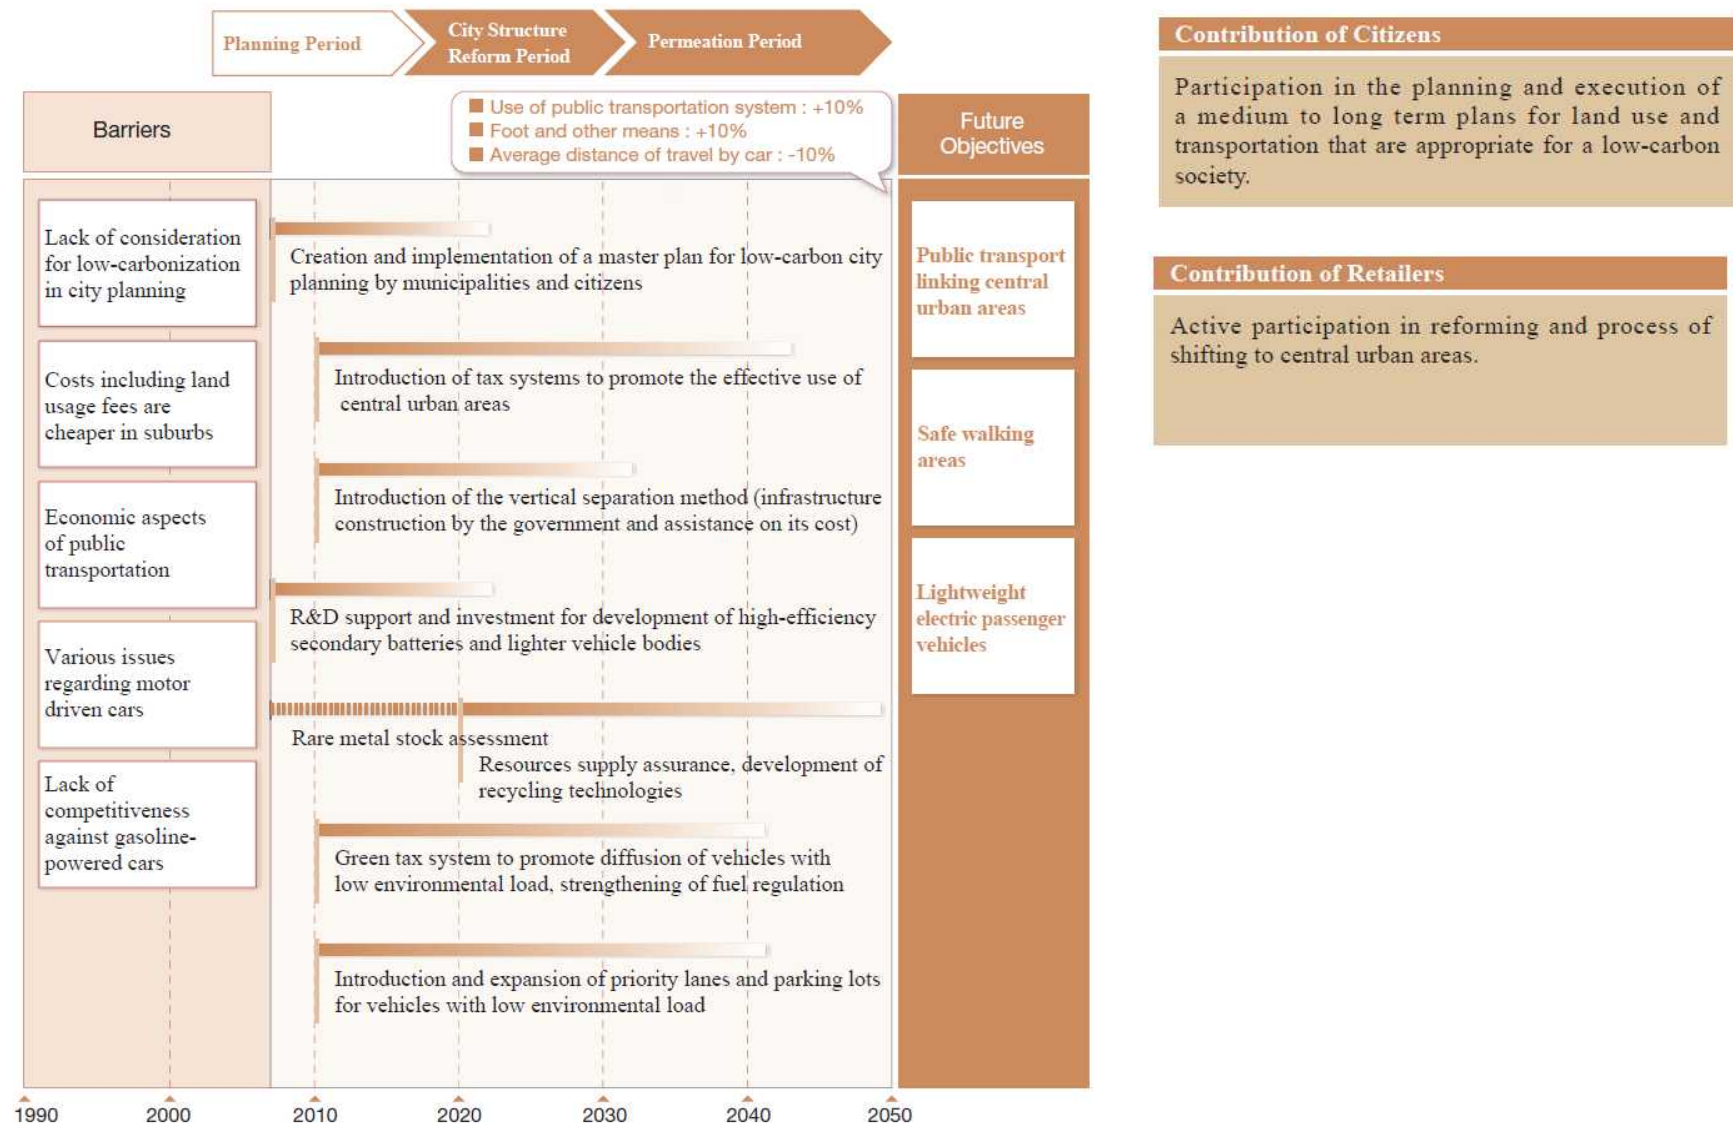 Planning Period
City Structure
Reform Period
Permeation Period
Barriers
Use of public transportation system : +10%
Foot and other means : +10%
Average distance of travel by car : -10%
Future
Objectives
Lack of consideration
for low-carbonization
in city planning
Costs including land
usage fees are
cheaper in suburbs
Economic aspects
of public
transportation
Various issues
regarding motor
driven cars
Lack of
competitiveness
against gasoline-
powered cars
Creation and implementation of a master plan for low-carbon city
planning by municipalities and citizens
Introduction of tax systems to promote the effective use of
central urban areas
Introduction of the vertical separation method (infrastructure
construction by the government and assistance on its cost)
R&D support and investment for development of high-efficiency
secondary batteries and lighter vehicle bodies
Rare metal stock assessment
Resources supply assurance, development of
recycling technologies
Green tax system to promote diffusion of vehicles with
low environmental load, strengthening of fuel regulation
Introduction and expansion of priority lanes and parking lots
for vehicles with low environmental load
Public transport
linking central
urban areas
Safe walking
areas
Lightweight
electric passenger
vehicles
1990
2000
2010
2020
2030
2040
2050
Contribution of Citizens
Participation in the planning and execution of
a medium to long term plans for land use and
transportation that are appropriate for a low-carbon
society.
Contribution of Retailers
Active participation in reforming and process of
shifting to central urban areas.